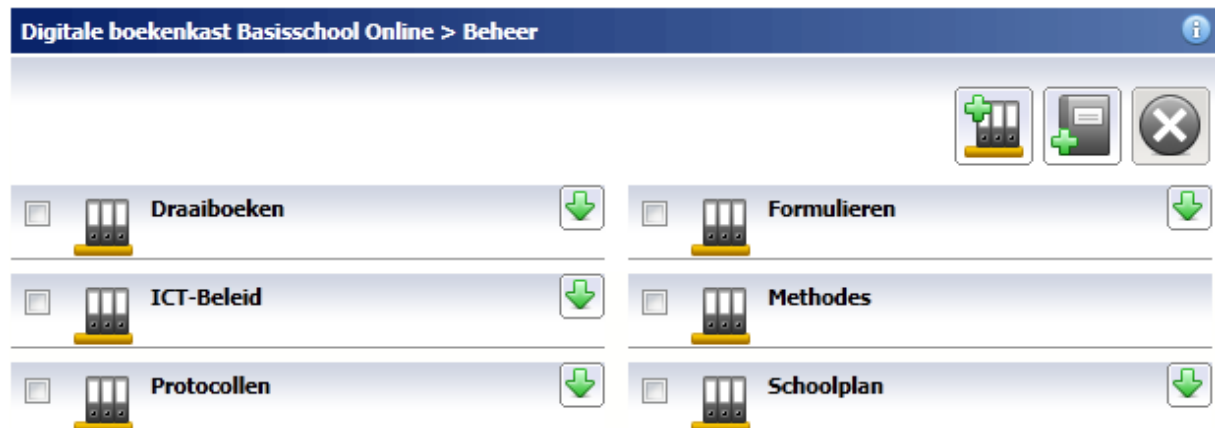 Digitale boekenkast Basisschool Online > Beheer
Draaiboeken
Formulieren
ICT-Beleid
Methodes
Protocollen
Schoolplan